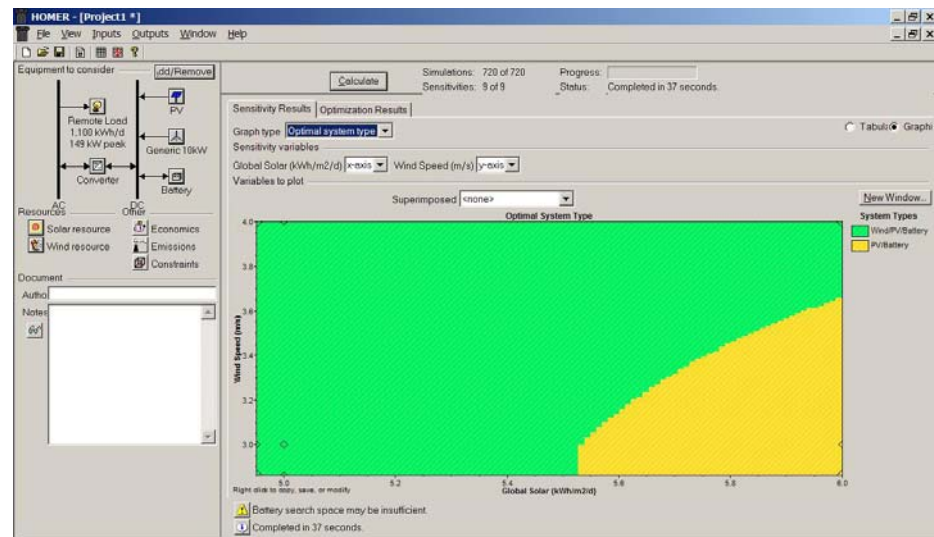 HOMER - [Project1 *]
File View Inputs Outputs Window Help
Equipment to consider
dd/Remove
Calculate
Simulations: 720 of 720
Progress:
Sensitivities: 9 of 9
Status: Completed in 37 seconds.
Remote Load
1,100 kWh/d
149 kW peak
PV
Generic 10kW
Converter
Battery
AC
DC
Resources
Other
Solar resource
Economics
Wind resource
Emissions
Constraints
Document
Autho
Notes
Sensitivity Results
Optimization Results
Graph type
Optimal system type
Tabula
Graphi
Sensitivity variables
Global Solar (kWh/m2/d)
x-axis
Wind Speed (m/s)
y-axis
Variables to plot
Superimposed
<none>
New Window...
Optimal System Type
System Types
Wind/PV/Battery
PV/Battery
4.0
3.8
3.6
3.4
3.2
3.0
Wind Speed (m/s)
5.0
5.2
5.4
5.6
5.8
6.0
Global Solar (kWh/m2/d)
Right click to copy, save, or modify
Battery search space may be insufficient.
Completed in 37 seconds.